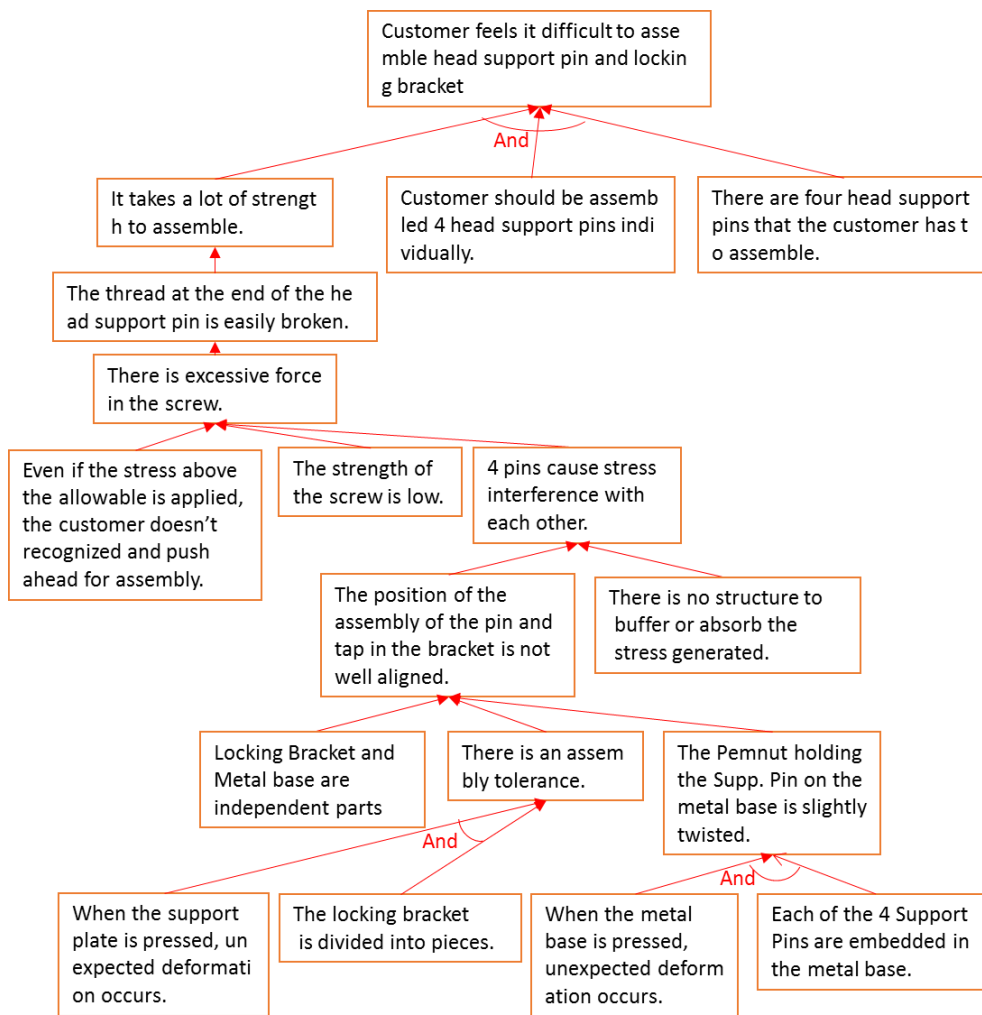 Customer feels it difficult to asse
mble head support pin and lockin
g bracket
And
It takes a lot of strengt
h to assemble.
Customer should be assemb
led 4 head support pins indi
vidually.
There are four head support
pins that the customer has t
o assemble.
The thread at the end of the he
ad support pin is easily broken.
There is excessive force
in the screw.
Even if the stress above
the allowable is applied,
the customer doesn't
recognized and push
ahead for assembly.
The strength of
the screw is low.
4 pins cause stress
interference with
each other.
The position of the
assembly of the pin and
tap in the bracket is not
well aligned.
There is no structure to
buffer or absorb the
stress generated.
Locking Bracket and
Metal base are
independent parts
There is an assem
bly tolerance.
The Pemnut holding
the Supp. Pin on the
metal base is slightly
twisted.
And
And
When the support
plate is pressed, un
expected deformati
on occurs.
The locking bracket
is divided into pieces.
When the metal
base is pressed,
unexpected deform
ation occurs.
Each of the 4 Support
Pins are embedded in
the metal base.